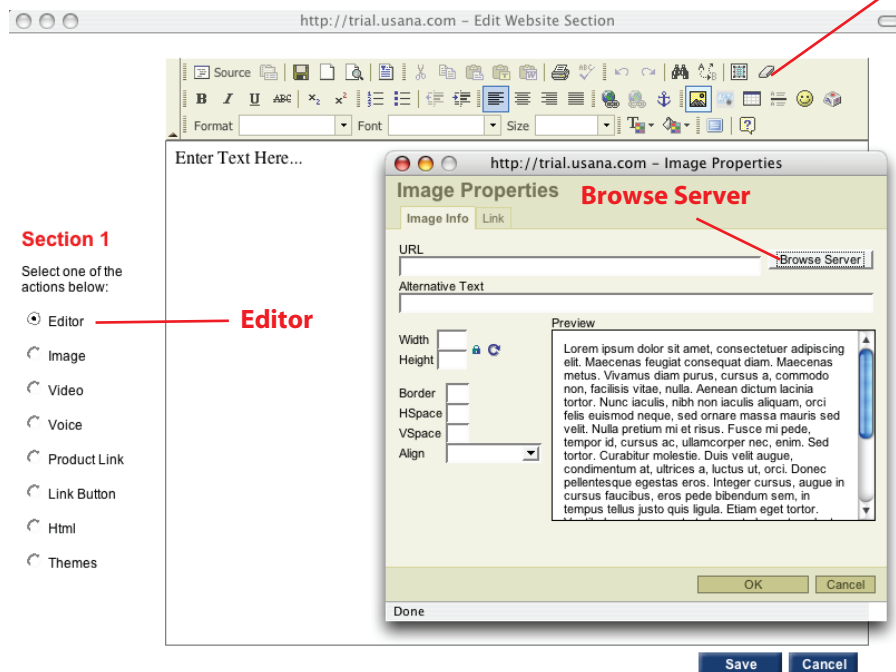 http://trial.usana.com – Edit Website Section
Source
ABC
B I U ABC X₂ x²
Format Font Size
Enter Text Here...
http://trial.usana.com – Image Properties
Image Properties
Browse Server
Image Info Link
URL
Browse Server
Alternative Text
Section 1
Select one of the
actions below:
Editor
Editor
Image
Video
Voice
Product Link
Link Button
Html
Themes
Width
Height
Border
HSpace
VSpace
Align
Preview
Lorem ipsum dolor sit amet, consectetuer adipiscing
elit. Maecenas feugiat consequat diam. Maecenas
metus. Vivamus diam purus, cursus a, commodo
non, facilisis vitae, nulla. Aenean dictum lacinia
tortor. Nunc iaculis, nibh non iaculis aliquam, orci
felis euismod neque, sed ornare massa mauris sed
velit. Nulla pretium mi et risus. Fusce mi pede,
tempor id, cursus ac, ullamcorper nec, enim. Sed
tortor. Curabitur molestie. Duis velit augue,
condimentum at, ultrices a, luctus ut, orci. Donec
pellentesque egestas eros. Integer cursus, augue in
cursus faucibus, eros pede bibendum sem, in
tempus tellus justo quis ligula. Etiam eget tortor.
OK Cancel
Done
Save Cancel